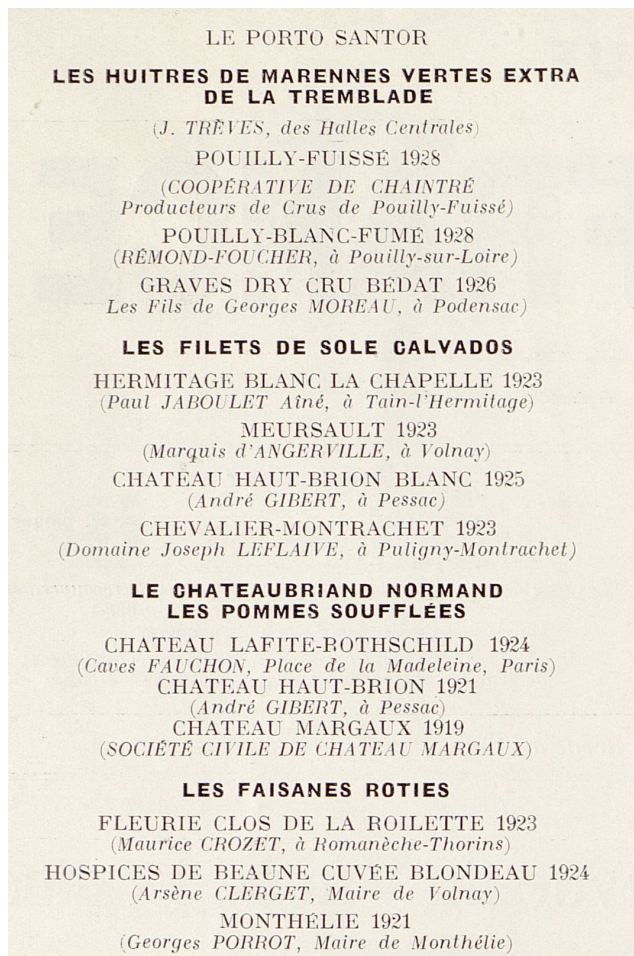 LE PORTO SANTOR
LES HUITRES DE MARENNES VERTES EXTRA
DE LA TREMBLADE
(J. TRÈVES, des Halles Centrales)
POUILLY-FUISSÉ 1928
(COOPÉRATIVE DE CHAINTRÉ
Producteurs de Crus de Pouilly-Fuissé)
POUILLY-BLANC-FUMÉ 1928
(RÉMOND-FOUCHER, à Pouilly-sur-Loire)
GRAVES DRY CRU BÉDAT 1926
Les Fils de Georges MOREAU, à Podensac)
LES FILETS DE SOLE CALVADOS
HERMITAGE BLANC LA CHAPELLE 1923
(Paul JABOULET Aîné, à Tain-l'Hermitage)
MEURSAULT 1923
(Marquis d'ANGERVILLE, à Volnay)
CHATEAU HAUT-BRION BLANC 1925
(André GIBERT, à Pessac)
CHEVALIER-MONTRACHET 1923
(Domaine Joseph LEFLAIVE, à Puligny-Montrachet)
LE CHATEAUBRIAND NORMAND
LES POMMES SOUFFLÉES
CHATEAU LAFITE-ROTHSCHILD 1924
(Caves FAUCHON, Place de la Madeleine, Paris)
CHATEAU HAUT-BRION 1921
(André GIBERT, à Pessac)
CHATEAU MARGAUX 1919
(SOCIÉTÉ CIVILE DE CHATEAU MARGAUX)
LES FAISANES ROTIES
FLEURIE CLOS DE LA ROILETTE 1923
(Maurice CROZET, à Romanèche-Thorins)
HOSPICES DE BEAUNE CUVÉE BLONDEAU 1924
(Arsène CLERGET, Maire de Volnay)
MONTHÉLIE 1921
(Georges PORROT, Maire de Monthélie)